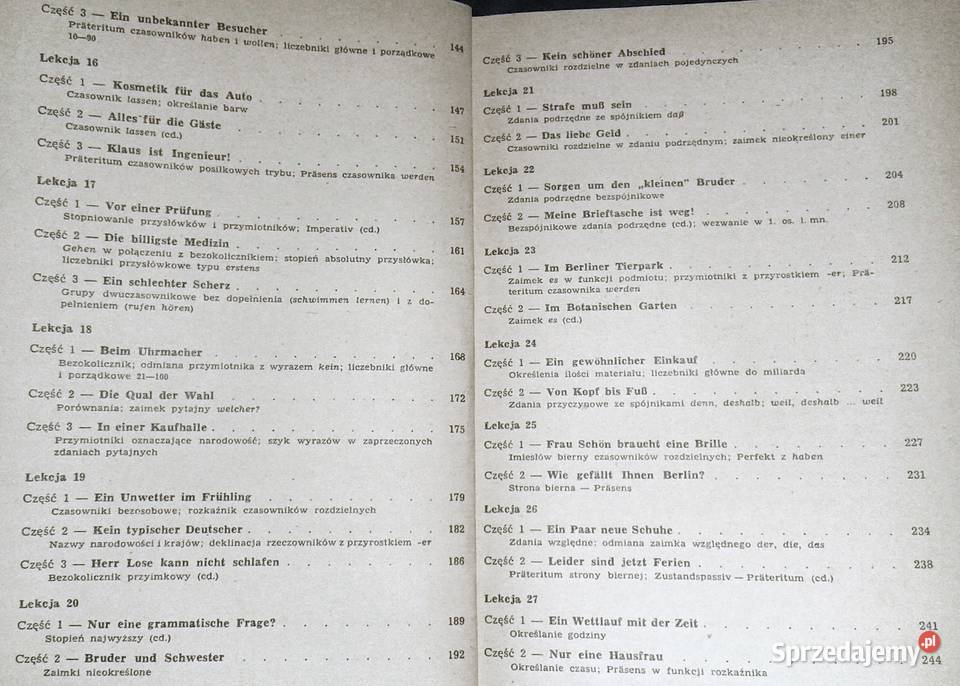 Część 3 — Ein unbekannter Besucher . . . . . . . 144
Präteritum czasowników haben i wollen; liczebniki główne i porządkowe
10—90
Lekcja 16
Część 1 — Kosmetik für das Auto . . . . . . . 147
Czasownik lassen; określanie barw
Część 2 — Alles für die Gäste . . . . . . . 151
Czasownik lassen (cd.)
Część 3 — Klaus ist Ingenieur! . . . . . . . 154
Präteritum czasowników posiłkowych trybu; Präsens czasownika werden
Lekcja 17
Część 1 — Vor einer Prüfung . . . . . . . 157
Stopniowanie przysłówków i przymiotników; Imperativ (cd.)
Część 2 — Die billigste Medizin . . . . . . . 161
Gehen w połączeniu z bezokolicznikiem; stopień absolutny przysłówka;
liczebniki przysłówkowe typu erstens
Część 3 — Ein schlechter Scherz . . . . . . . 164
Grupy dwuczasownikowe bez dopełnienia (schwimmen lernen) i z do-
pełnieniem (rufen hören)
Lekcja 18
Część 1 — Beim Uhrmacher . . . . . . . 168
Bezokolicznik; odmiana przymiotnika z wyrazem kein; liczebniki główne
i porządkowe 21—100
Część 2 — Die Qual der Wahl . . . . . . . 172
Porównania; zaimek pytajny welcher?
Część 3 — In einer Kaufhalle . . . . . . . 175
Przymiotniki oznaczające narodowość; szyk wyrazów w zaprzeczonych
zdaniach pytajnych
Lekcja 19
Część 1 — Ein Unwetter im Frühling . . . . . . . 179
Czasowniki bezosobowe; rozkaźnik czasowników rozdzielnych
Część 2 — Kein typischer Deutscher . . . . . . . 182
Nazwy narodowości i krajów; deklinacja rzeczowników z przyrostkiem -er
Część 3 — Herr Lose kann nicht schlafen . . . . . . . 186
Bezokolicznik przyimkowy (cd.)
Lekcja 20
Część 1 — Nur eine grammatische Frage? . . . . . . . 189
Stopień najwyższy (cd.)
Część 2 — Bruder und Schwester . . . . . . . 192
Zaimki nieokreślone
Część 3 — Kein schöner Abschied . . . . . . . 195
Czasowniki rozdzielne w zdaniach pojedynczych
Lekcja 21
Część 1 — Strafe muß sein . . . . . . . 198
Zdania podrzędne ze spójnikiem daß
Część 2 — Das liebe Geld . . . . . . . 201
Czasowniki rozdzielne w zdaniu podrzędnym; zaimek nieokreślony einer
Lekcja 22
Część 1 — Sorgen um den „kleinen" Bruder . . . . . . . 204
Zdania podrzędne bezspójnikowe
Część 2 — Meine Brieftasche ist weg! . . . . . . . 208
Bezspójnikowe zdania podrzędne (cd.); wezwanie w 1. os. l. mn.
Lekcja 23
Część 1 — Im Berliner Tierpark . . . . . . . 212
Zaimek es w funkcji podmiotu; przymiotniki z przyrostkiem -er; Prä-
teritum czasownika werden
Część 2 — Im Botanischen Garten . . . . . . . 217
Zaimek es (cd.)
Lekcja 24
Część 1 — Ein gewöhnlicher Einkauf . . . . . . . 220
Określenia ilości materiału; liczebniki główne do miliarda
Część 2 — Von Kopf bis Fuß . . . . . . . 223
Zdania przyczynowe ze spójnikami denn, deshalb; weil, deshalb ... weil
Lekcja 25
Część 1 — Frau Schön braucht eine Brille . . . . . . . 227
Imiesłów bierny czasowników rozdzielnych; Perfekt z haben
Część 2 — Wie gefällt Ihnen Berlin? . . . . . . . 231
Strona bierna — Präsens
Lekcja 26
Część 1 — Ein Paar neue Schuhe . . . . . . . 234
Zdania względne; odmiana zaimka względnego der, die, das
Część 2 — Leider sind jetzt Ferien . . . . . . . 238
Präteritum strony biernej; Zustandspassiv — Präteritum (cd.)
Lekcja 27
Część 1 — Ein Wettlauf mit der Zeit . . . . . . . 241
Określanie godziny
Część 2 — Nur eine Hausfrau . . . . . . . 244
Określanie czasu; Präsens w funkcji rozkaźnika
Sprzedajemy.pl